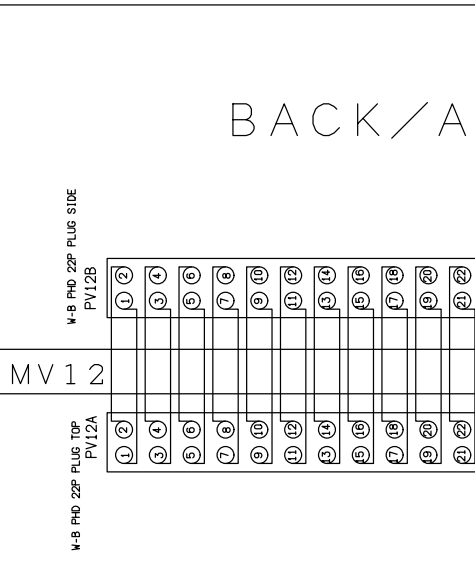 BACK/A
W-B PHD 22P PLUG SIDE
PV12B
2 4 6 8 10 12 14 16 18 20 22
1 3 5 7 9 11 13 15 17 19 21
MV12
W-B PHD 22P PLUG TOP
PV12A
2 4 6 8 10 12 14 16 18 20 22
1 3 5 7 9 11 13 15 17 19 21